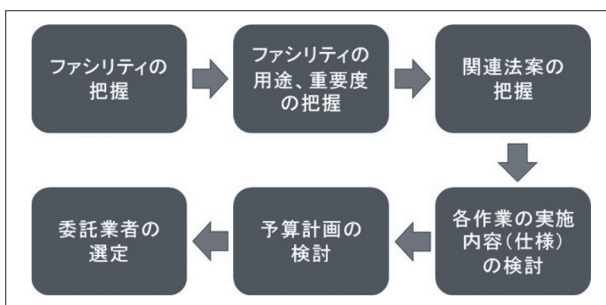 ファシリティの
把握
ファシリティの
用途、重要度
の把握
関連法案の
把握
各作業の実施
内容(仕様)
の検討
予算計画の
検討
委託業者の
選定